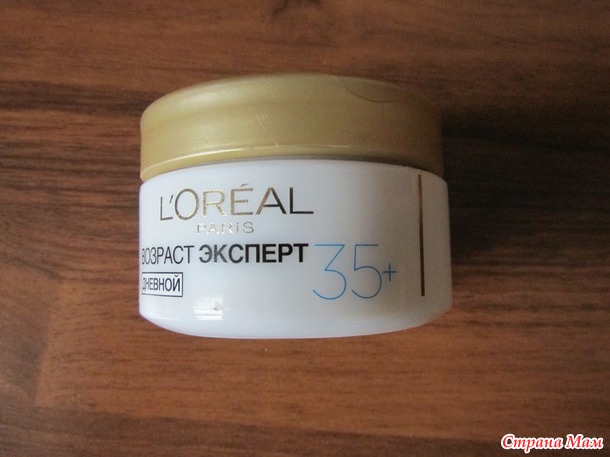 L'ORÉAL
PARIS
ВОЗРАСТ ЭКСПЕРТ
35+
ДНЕВНОЙ
Страна Мам